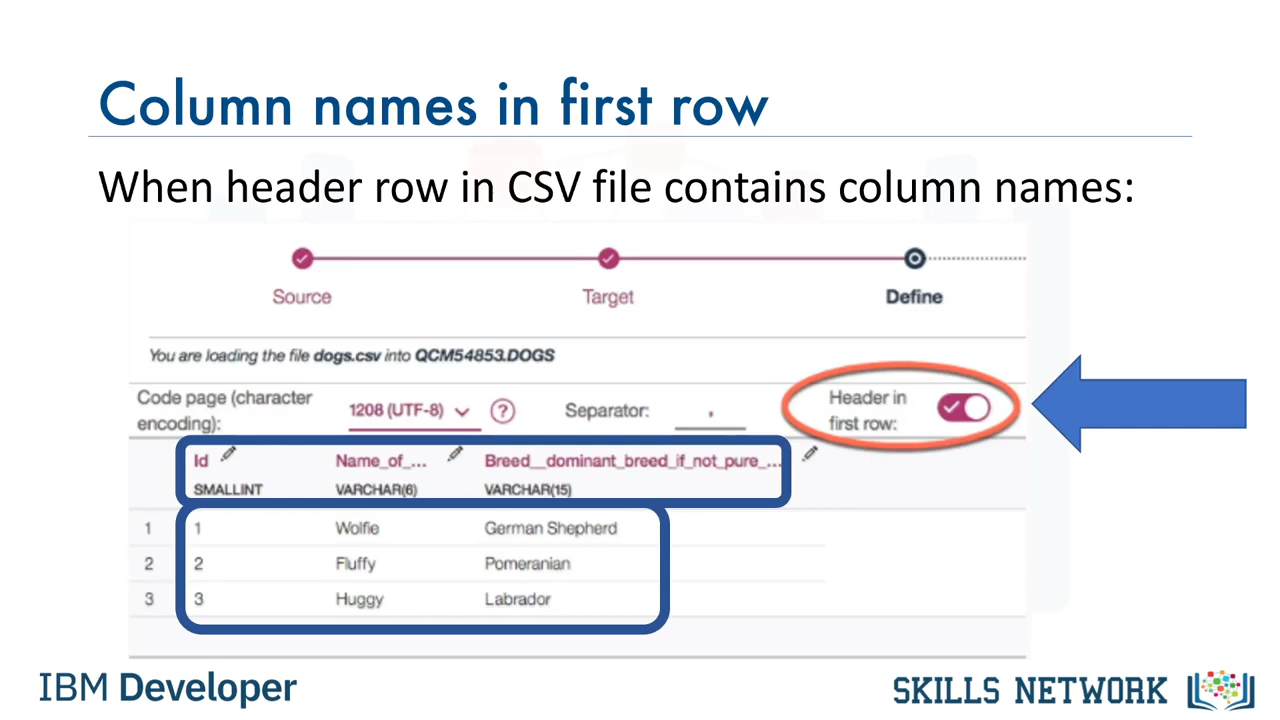 Column names in first row
When header row in CSV file contains column names:
Source Target Define
You are loading the file dogs.csv into QCM54853.DOGS
Code page (character encoding): 1208 (UTF-8) ? Separator: , Header in first row:
Id Name_of_... Breed__dominant_breed_if_not_pure_...
SMALLINT VARCHAR(6) VARCHAR(15)
1 1 Wolfie German Shepherd
2 2 Fluffy Pomeranian
3 3 Huggy Labrador
IBM Developer SKILLS NETWORK